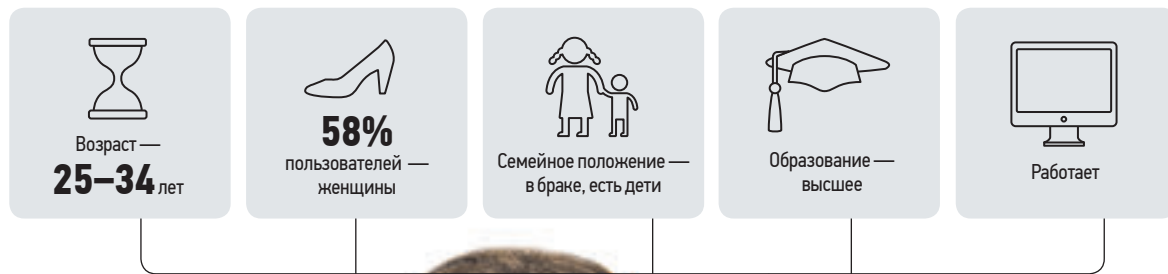 Возраст —
25–34 лет
58%
пользователей —
женщины
Семейное положение —
в браке, есть дети
Образование —
высшее
Работает